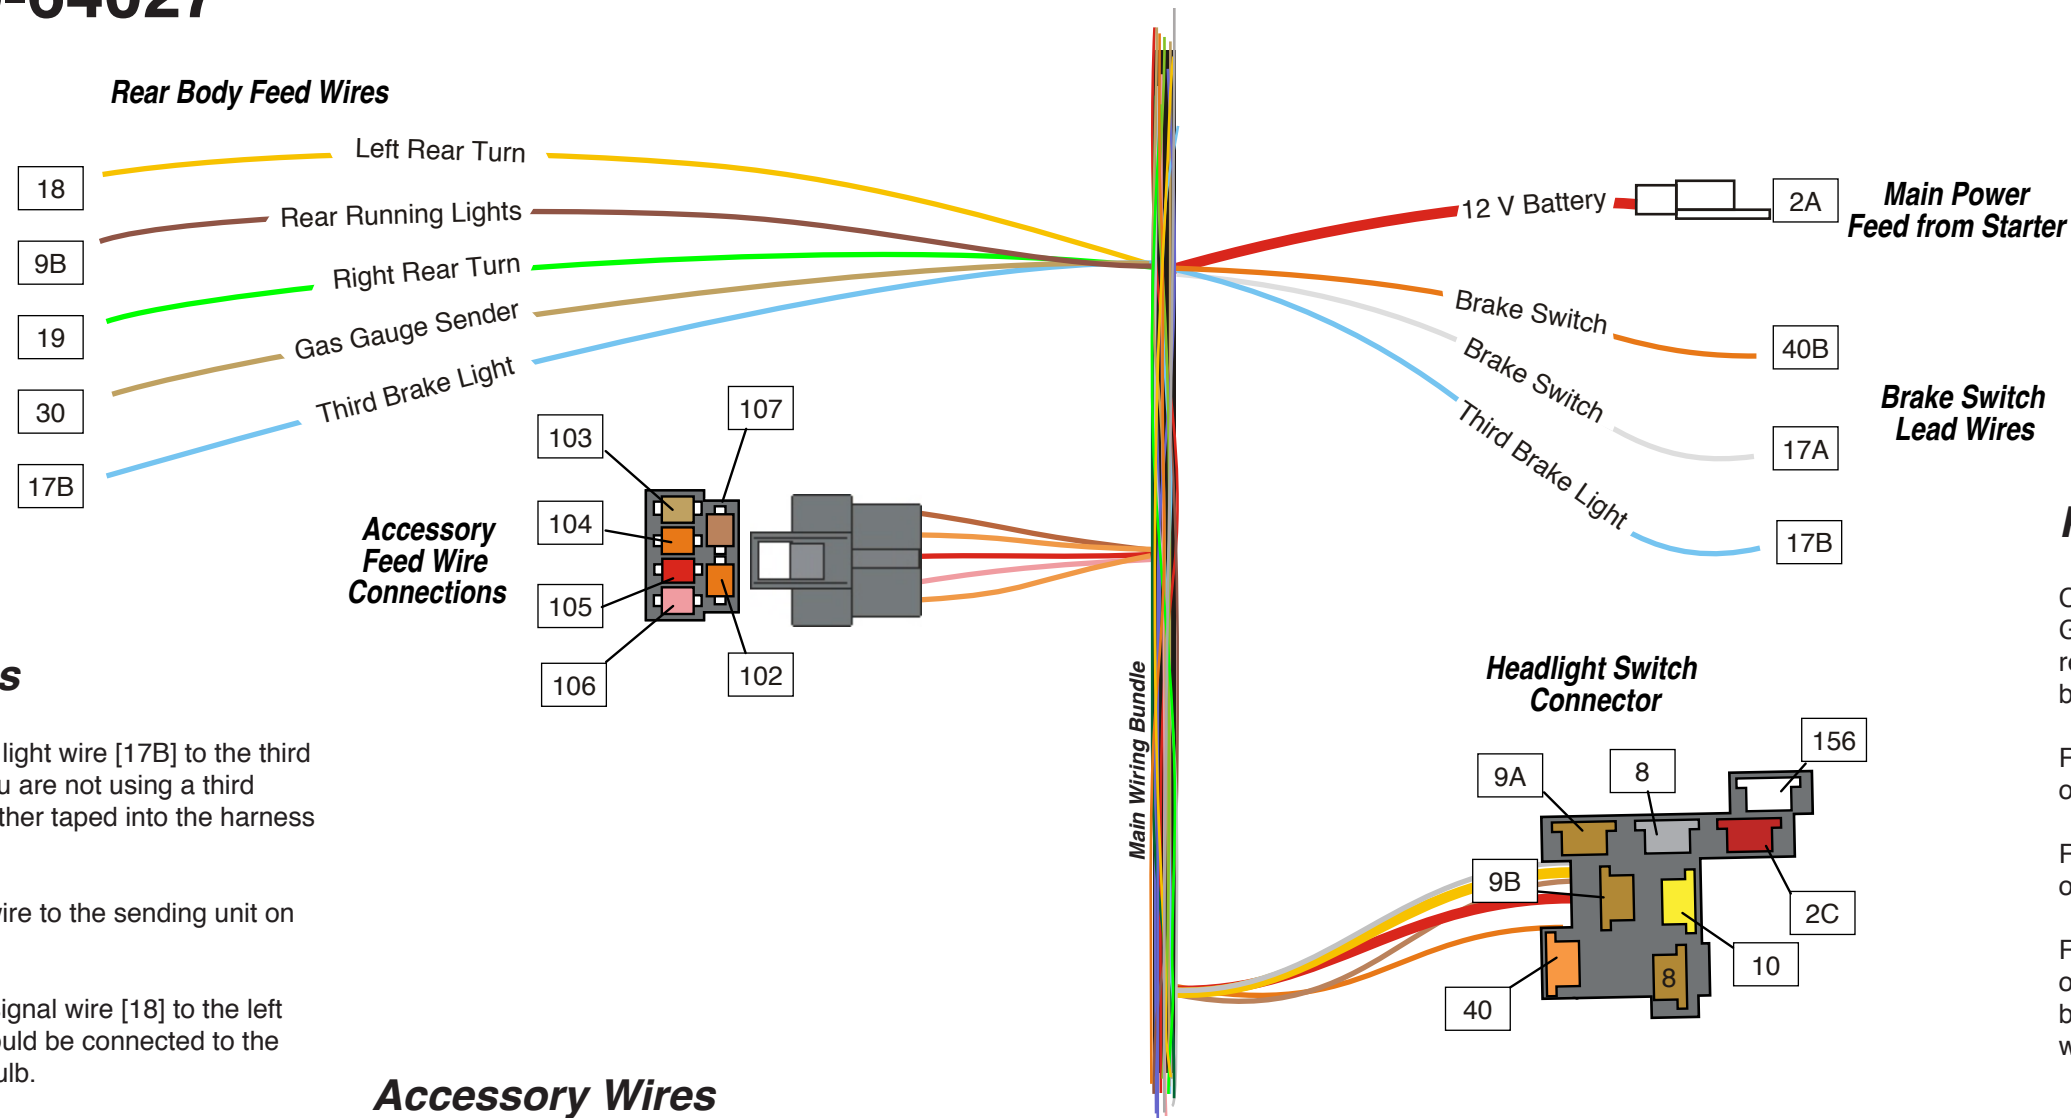 -64027
Rear Body Feed Wires
Left Rear Turn
18
Rear Running Lights
9B
Right Rear Turn
19
Gas Gauge Sender
30
Third Brake Light
17B
12 V Battery
2A
Main Power
Feed from Starter
Brake Switch
40B
Brake Switch
17A
Brake Switch
Lead Wires
Third Brake Light
17B
Accessory
Feed Wire
Connections
103
107
104
105
106
102
Main Wiring Bundle
Headlight Switch
Connector
156
9A
8
9B
2C
10
8
40
s
light wire [17B] to the third
u are not using a third
ther taped into the harness
wire to the sending unit on
signal wire [18] to the left
ould be connected to the
ulb.
Accessory Wires